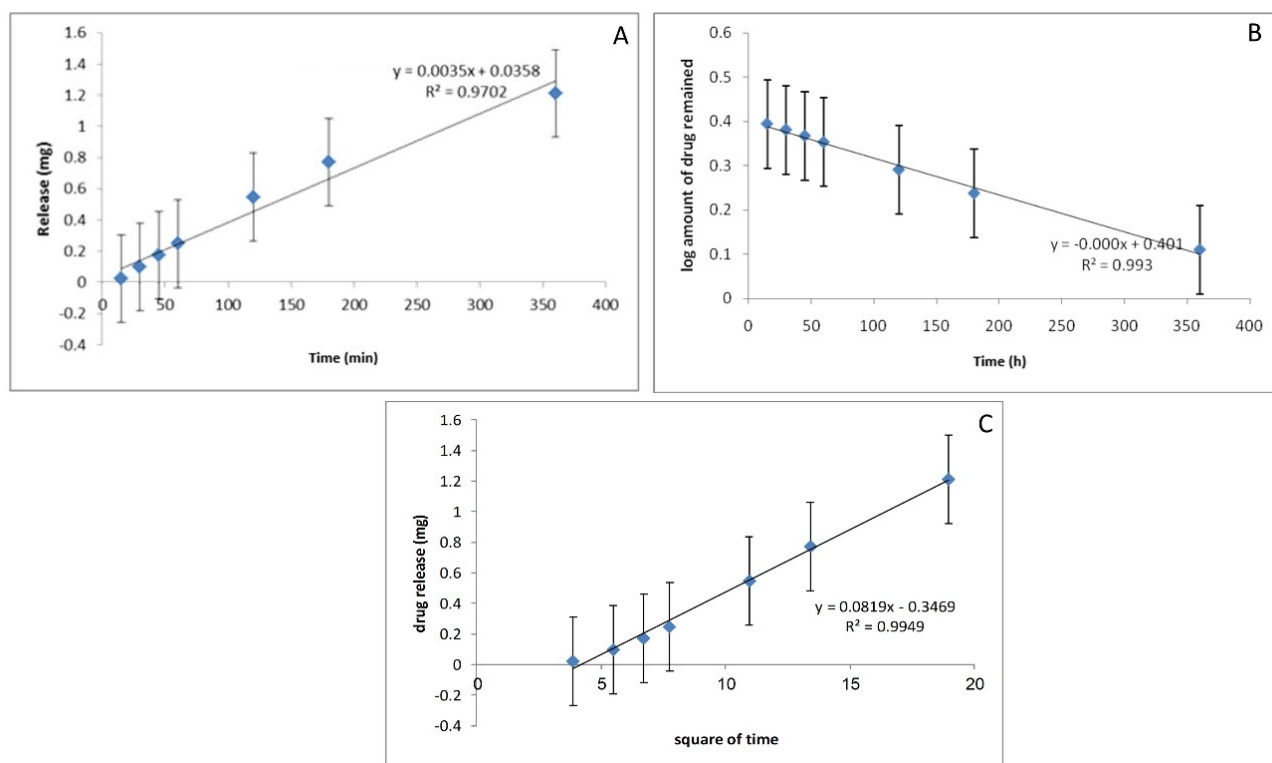 A
Release (mg)
1.6
1.4
1.2
1
0.8
0.6
0.4
0.2
0
-0.2
-0.4
y = 0.0035x + 0.0358
R² = 0.9702
0 50 100 150 200 250 300 350 400
Time (min)
B
log amount of drug remained
0.6
0.5
0.4
0.3
0.2
0.1
0
y = -0.000x + 0.401
R² = 0.993
0 50 100 150 200 250 300 350 400
Time (h)
C
drug release (mg)
1.6
1.4
1.2
1
0.8
0.6
0.4
0.2
0
-0.2
-0.4
y = 0.0819x - 0.3469
R² = 0.9949
0 5 10 15 20
square of time